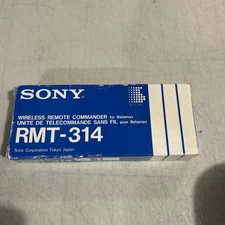 SONY
WIRELESS REMOTE COMMANDER for Betamax
UNITE DE TELECOMMANDE SANS FIL pour Betamax
RMT-314
Sony Corporation Tokyo Japan